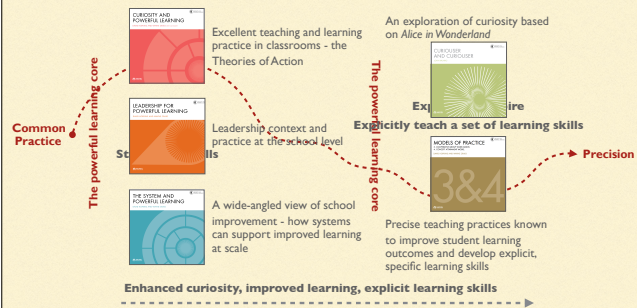 CURIOSITY AND
POWERFUL LEARNING
Excellent teaching and learning
practice in classrooms - the
Theories of Action
An exploration of curiosity based
on Alice in Wonderland
CURIOUSER
AND CURIOUSER
The powerful learning core
The powerful learning core
Common
Practice
LEADERSHIP FOR
POWERFUL LEARNING
Leadership context and
practice at the school level
Explicitly teach a set of learning skills
MODELS OF PRACTICE
3&4
Precision
THE SYSTEM AND
POWERFUL LEARNING
A wide-angled view of school
improvement - how systems
can support improved learning
at scale
Precise teaching practices known
to improve student learning
outcomes and develop explicit,
specific learning skills
Enhanced curiosity, improved learning, explicit learning skills